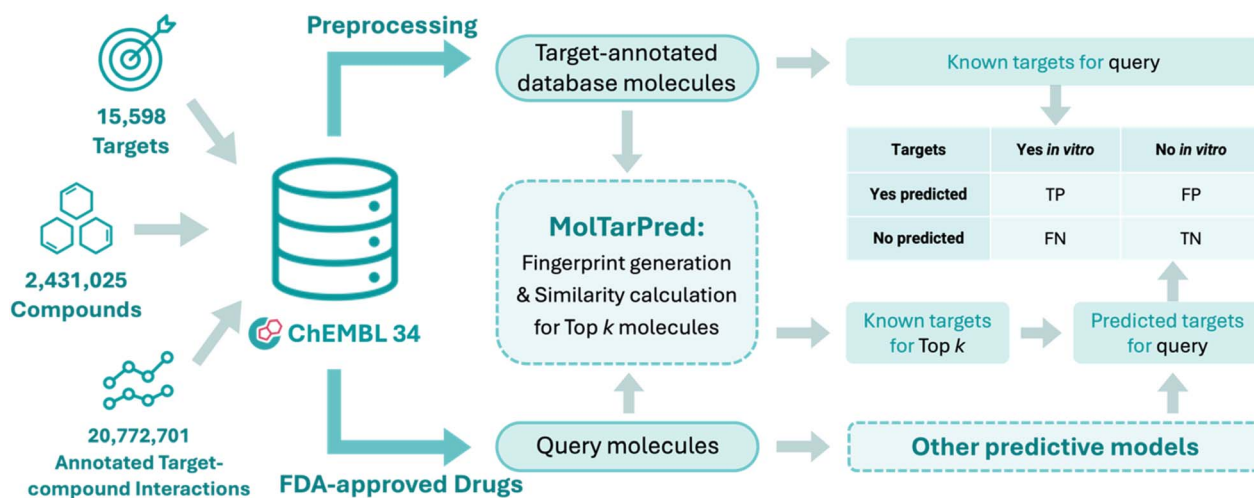 15,598
Targets
2,431,025
Compounds
20,772,701
Annotated Target-
compound Interactions
Preprocessing
ChEMBL 34
FDA-approved Drugs
Target-annotated
database molecules
MolTarPred:
Fingerprint generation
& Similarity calculation
for Top k molecules
Query molecules
Known targets for query
Targets Yes in vitro No in vitro
Yes predicted TP FP
No predicted FN TN
Known targets
for Top k
Predicted targets
for query
Other predictive models